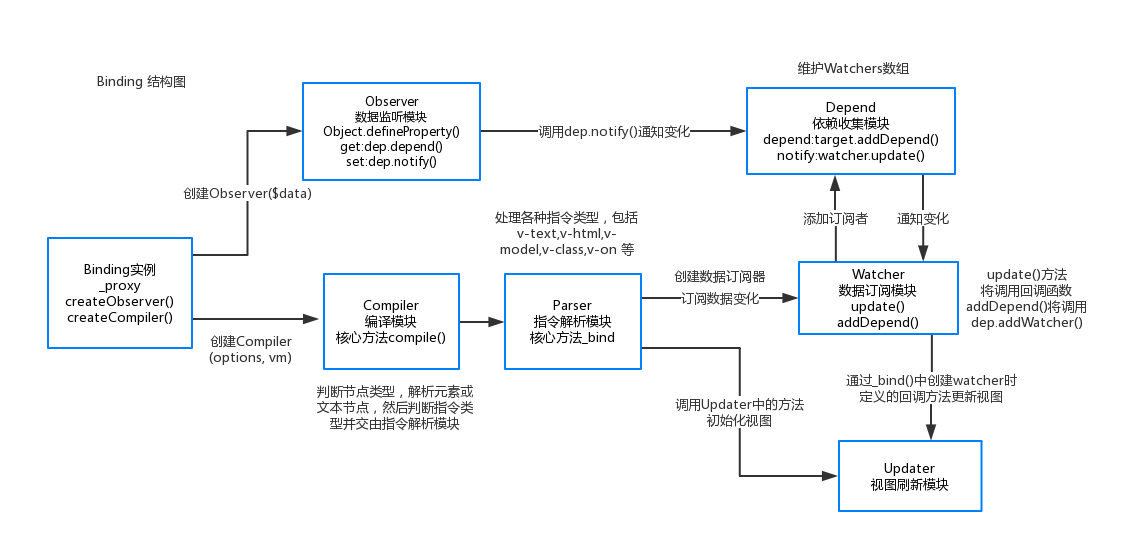 Binding 结构图
维护Watchers数组
Observer
数据监听模块
Object.defineProperty()
get:dep.depend()
set:dep.notify()
调用dep.notify()通知变化
Depend
依赖收集模块
depend:target.addDepend()
notify:watcher.update()
创建Observer($data)
处理各种指令类型，包括
v-text,v-html,v-
model,v-class,v-on 等
添加订阅者
通知变化
Binding实例
_proxy
createObserver()
createCompiler()
创建Compiler
(options, vm)
Compiler
编译模块
核心方法compile()
Parser
指令解析模块
核心方法_bind
创建数据订阅器
订阅数据变化
Watcher
数据订阅模块
update()
addDepend()
update()方法
将调用回调函数
addDepend()将调用
dep.addWatcher()
判断节点类型，解析元素或
文本节点，然后判断指令类
型并交由指令解析模块
调用Updater中的方法
初始化视图
通过_bind()中创建watcher时
定义的回调方法更新视图
Updater
视图刷新模块